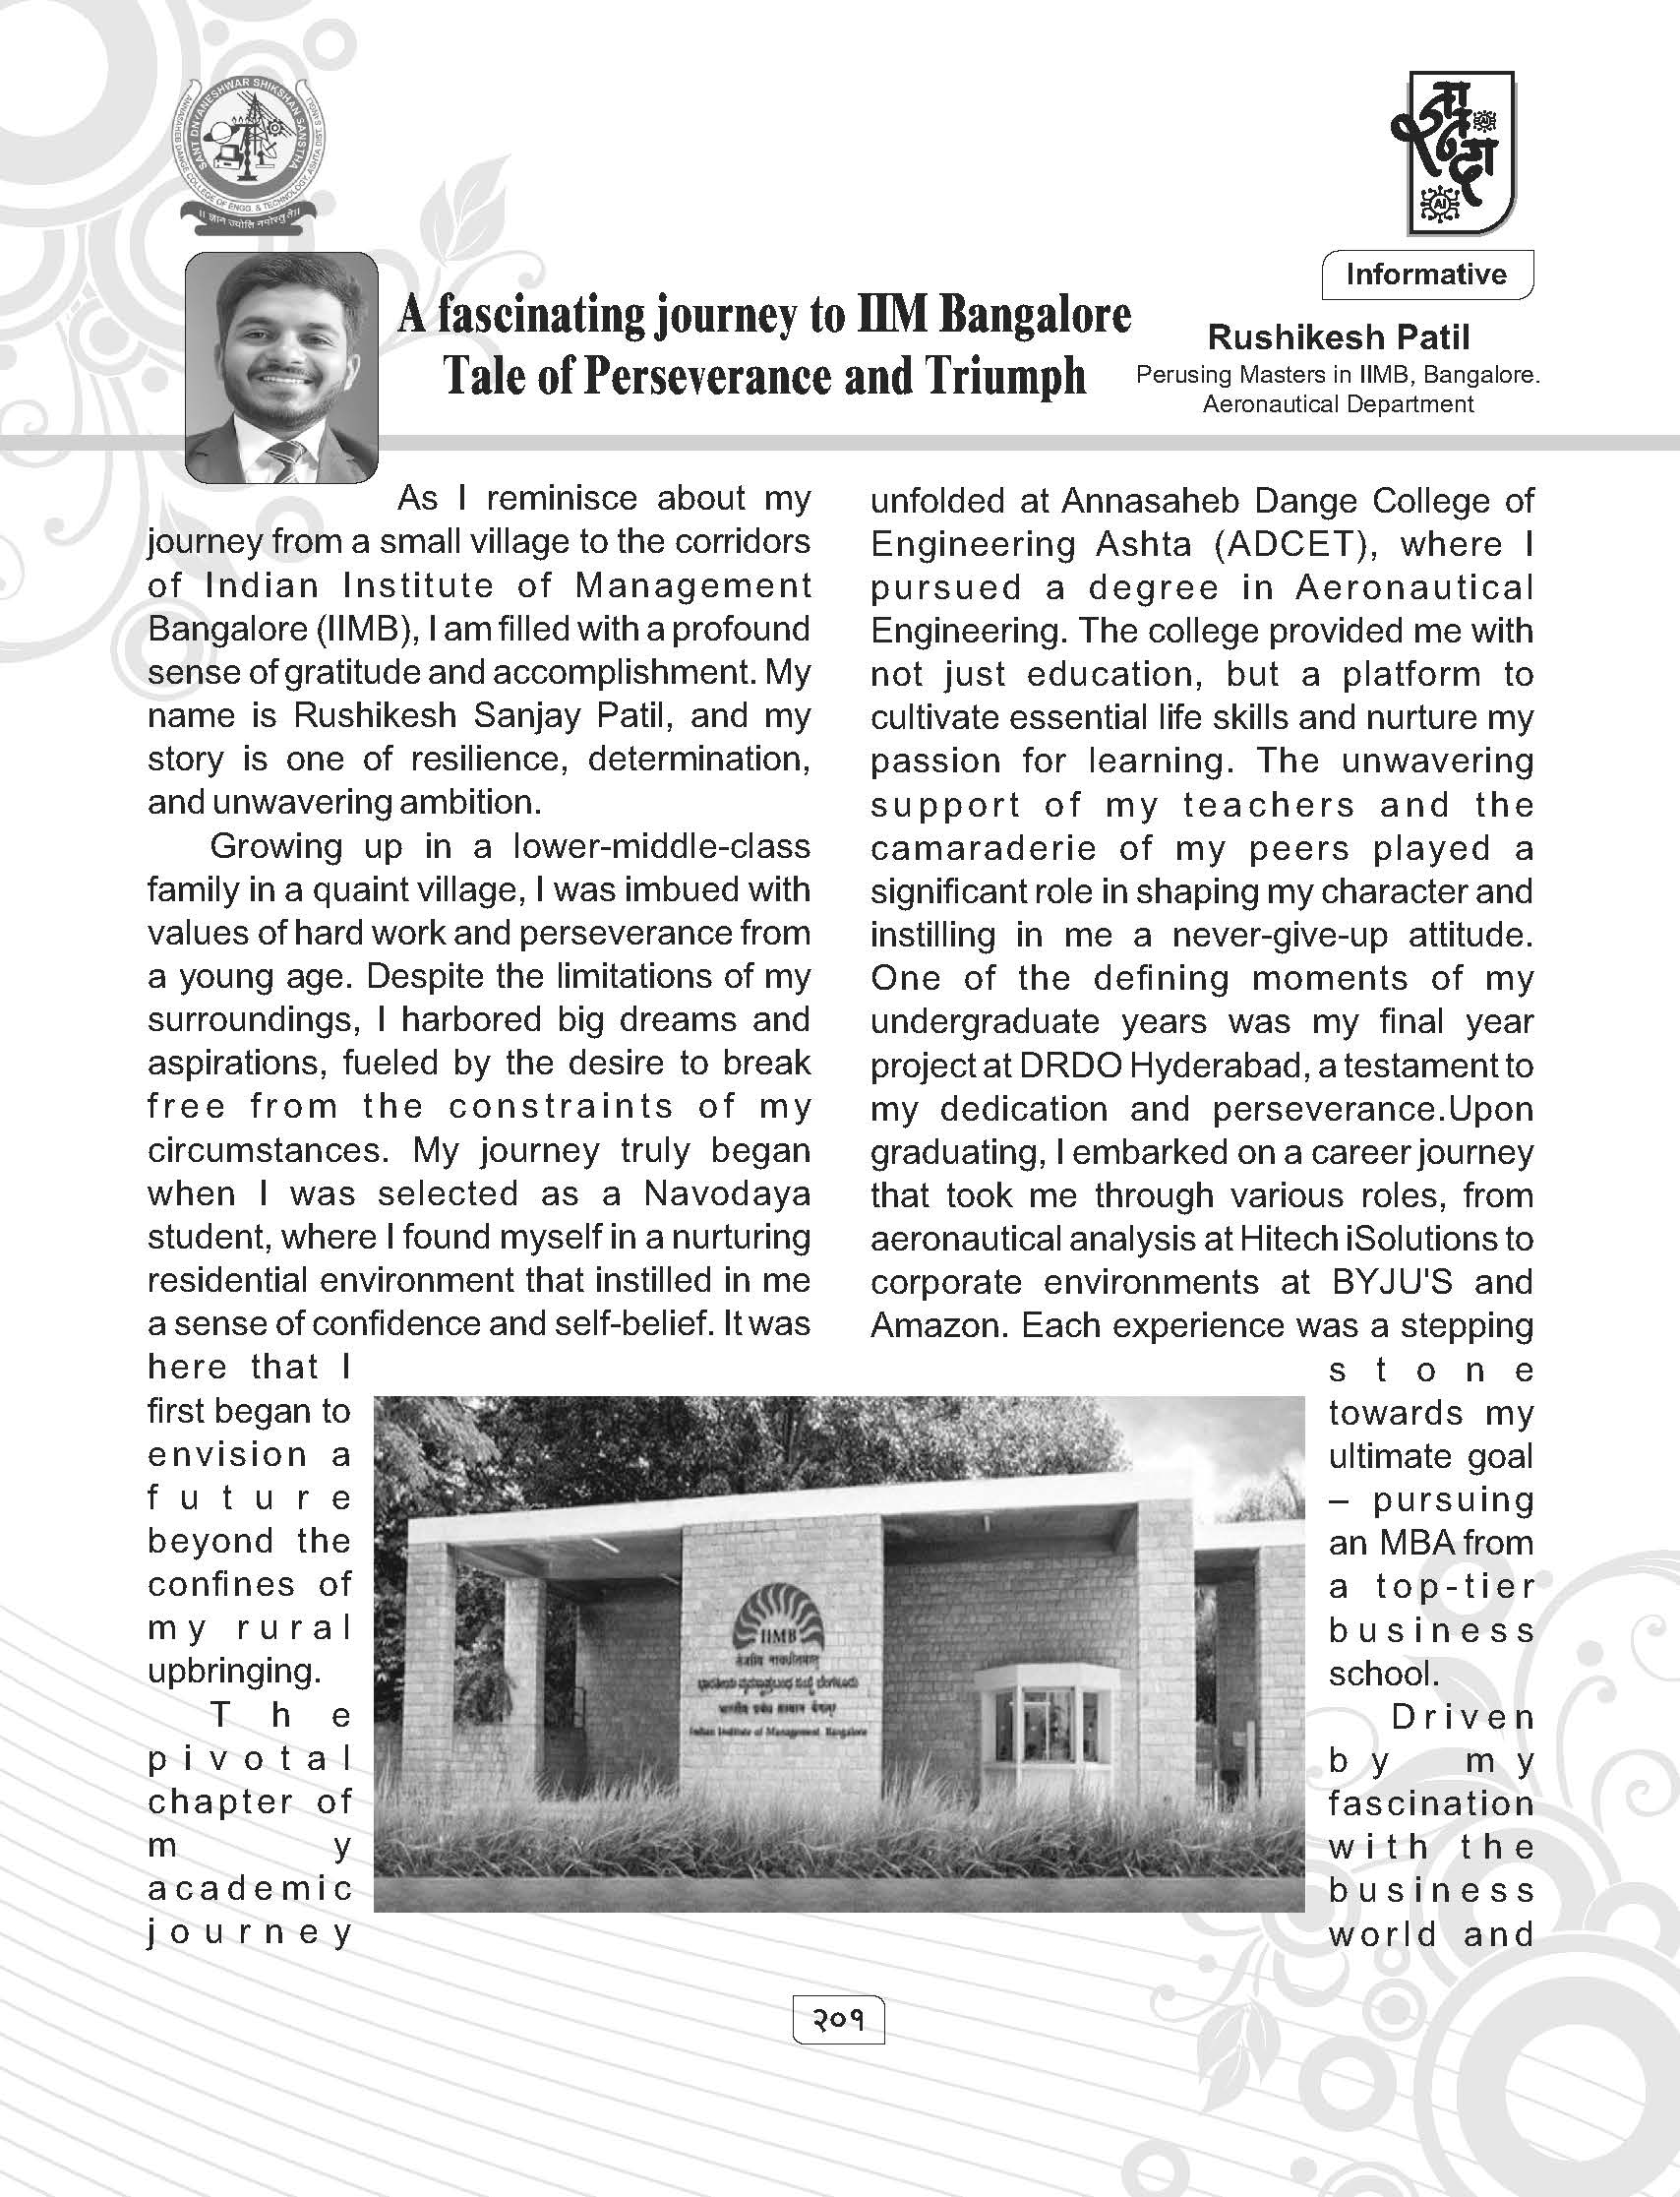 SANT DNYANESHWAR SHIKSHAN SANSTHA
ANNASAHEB DANGE COLLEGE OF ENGG. & TECHNOLOGY, ASHTA DIST. SANGLI
AI
AI
Informative
A fascinating journey to IIM Bangalore
Tale of Perseverance and Triumph
Rushikesh Patil
Perusing Masters in IIMB, Bangalore.
Aeronautical Department
As I reminisce about my
journey from a small village to the corridors
of Indian Institute of Management
Bangalore (IIMB), I am filled with a profound
sense of gratitude and accomplishment. My
name is Rushikesh Sanjay Patil, and my
story is one of resilience, determination,
and unwavering ambition.
Growing up in a lower-middle-class
family in a quaint village, I was imbued with
values of hard work and perseverance from
a young age. Despite the limitations of my
surroundings, I harbored big dreams and
aspirations, fueled by the desire to break
free from the constraints of my
circumstances. My journey truly began
when I was selected as a Navodaya
student, where I found myself in a nurturing
residential environment that instilled in me
a sense of confidence and self-belief. It was
here that I
first began to
envision a
future
beyond the
confines of
my rural
upbringing.
The
pivotal
chapter of
my
academic
journey
unfolded at Annasaheb Dange College of
Engineering Ashta (ADCET), where I
pursued a degree in Aeronautical
Engineering. The college provided me with
not just education, but a platform to
cultivate essential life skills and nurture my
passion for learning. The unwavering
support of my teachers and the
camaraderie of my peers played a
significant role in shaping my character and
instilling in me a never-give-up attitude.
One of the defining moments of my
undergraduate years was my final year
project at DRDO Hyderabad, a testament to
my dedication and perseverance.Upon
graduating, I embarked on a career journey
that took me through various roles, from
aeronautical analysis at Hitech iSolutions to
corporate environments at BYJU'S and
Amazon. Each experience was a stepping
stone
towards my
ultimate goal
– pursuing
an MBA from
a top-tier
business
school.
Driven
by my
fascination
with the
business
world and
IIMB
Indian Institute of Management Bangalore
२०१